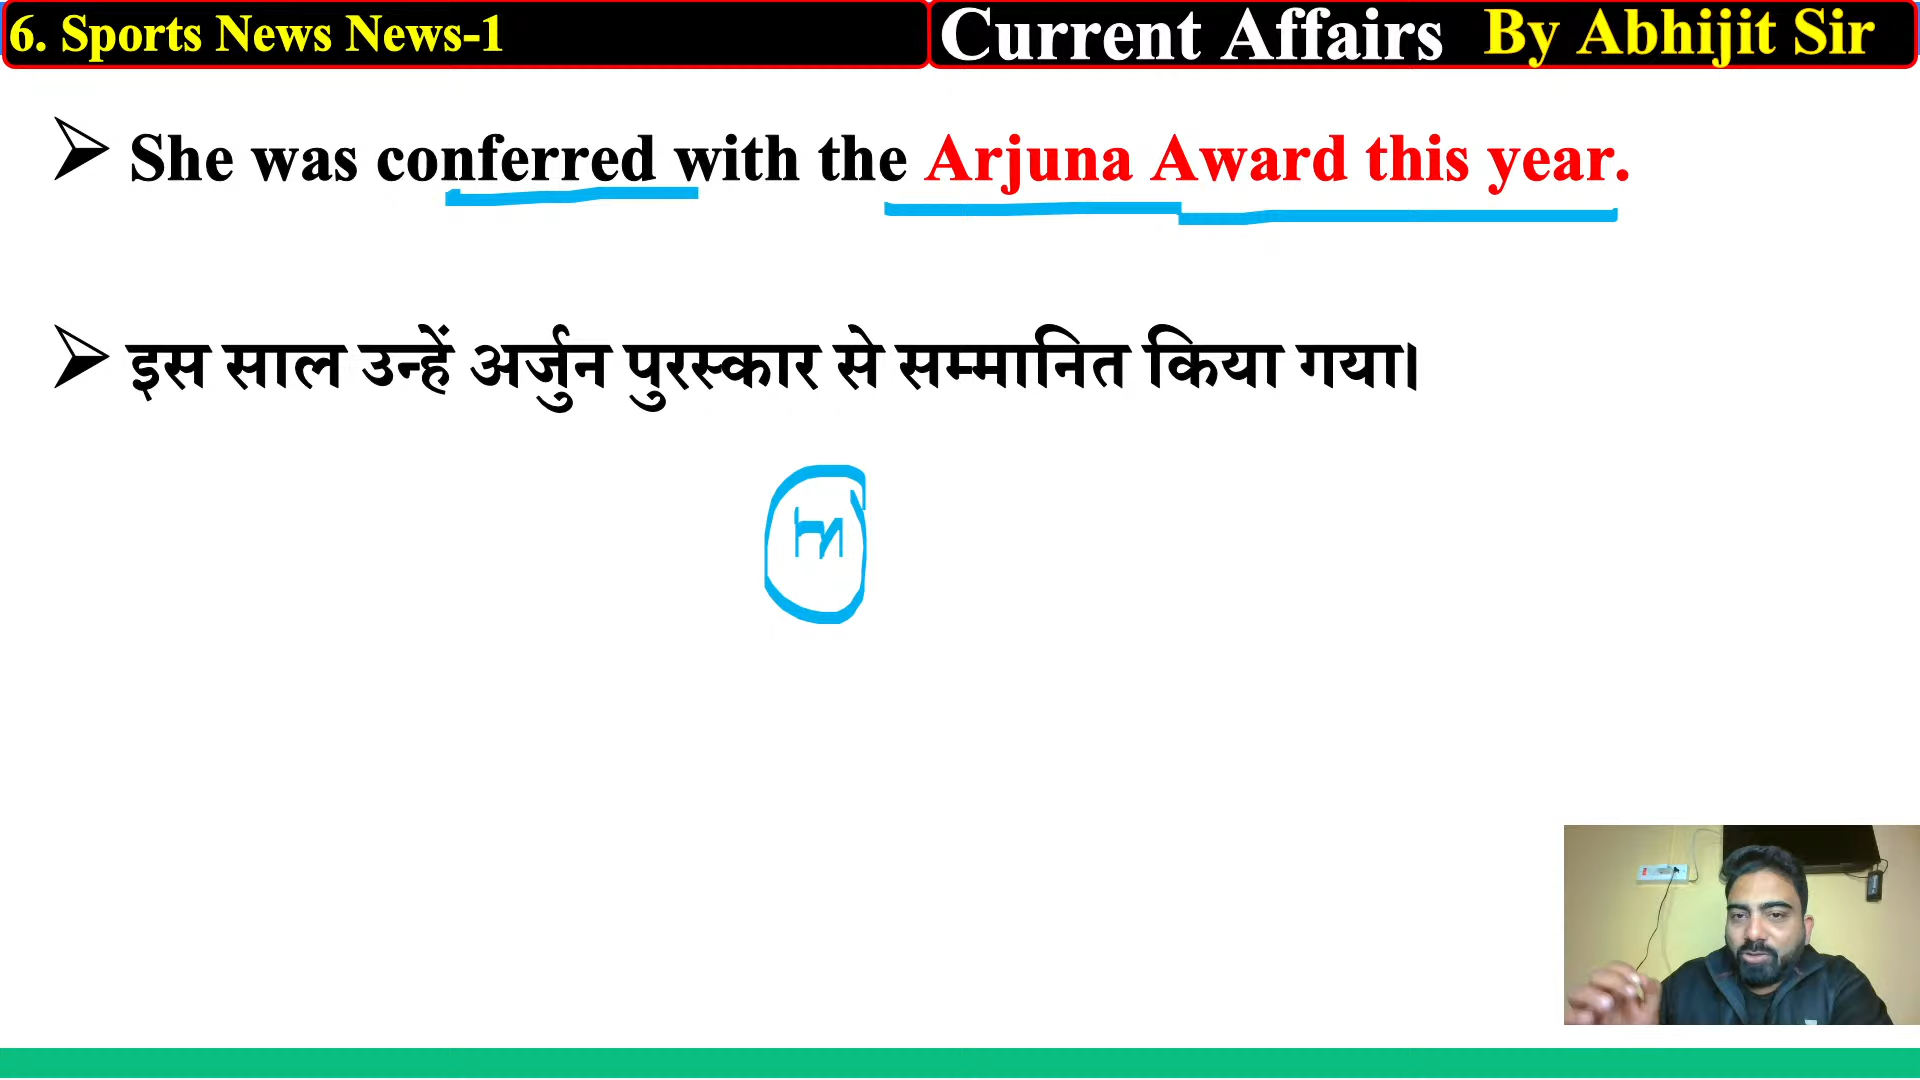 6. Sports News News-1
Current Affairs By Abhijit Sir
She was conferred with the Arjuna Award this year.
इस साल उन्हें अर्जुन पुरस्कार से सम्मानित किया गया।